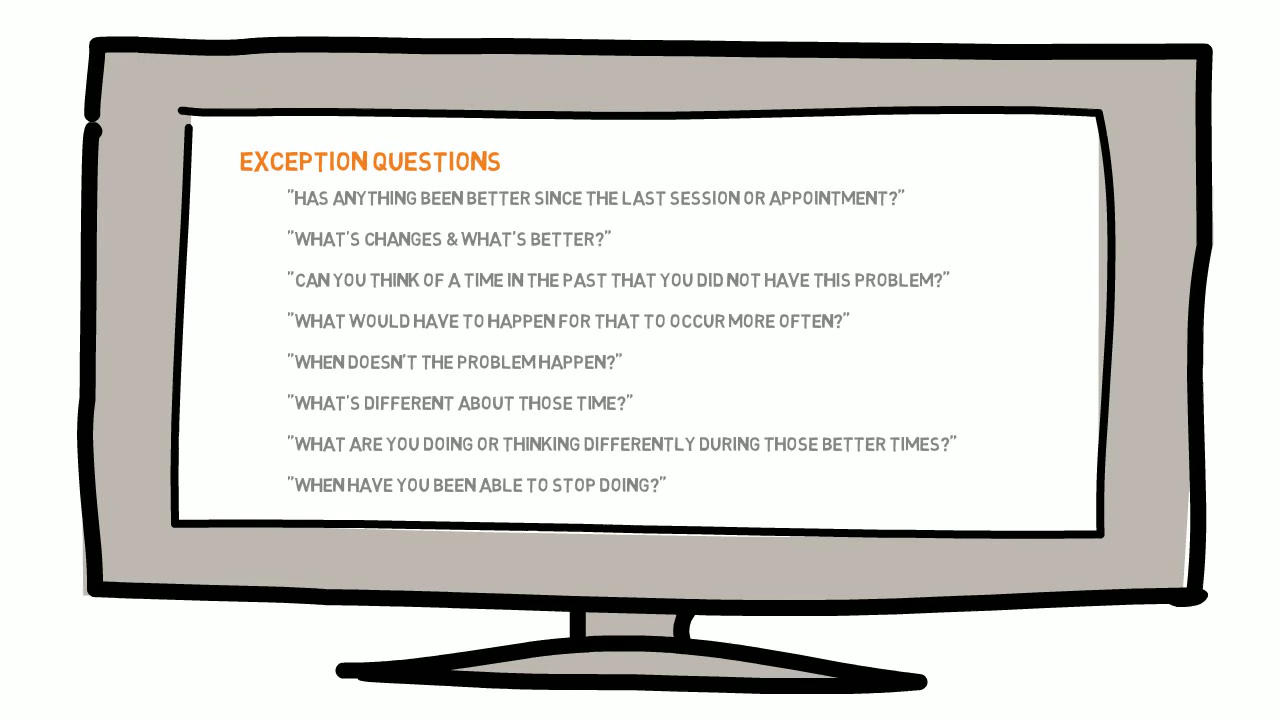 EXCEPTION QUESTIONS
"HAS ANYTHING BEEN BETTER SINCE THE LAST SESSION OR APPOINTMENT?"
"WHAT'S CHANGES & WHAT'S BETTER?"
"CAN YOU THINK OF A TIME IN THE PAST THAT YOU DID NOT HAVE THIS PROBLEM?"
"WHAT WOULD HAVE TO HAPPEN FOR THAT TO OCCUR MORE OFTEN?"
"WHEN DOESN'T THE PROBLEM HAPPEN?"
"WHAT'S DIFFERENT ABOUT THOSE TIME?"
"WHAT ARE YOU DOING OR THINKING DIFFERENTLY DURING THOSE BETTER TIMES?"
"WHEN HAVE YOU BEEN ABLE TO STOP DOING?"